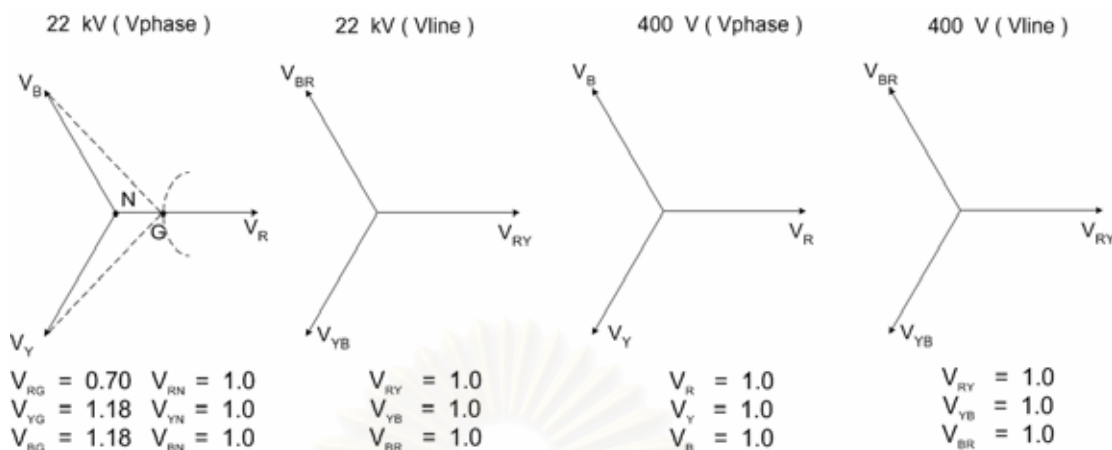 22 kV ( Vphase )
22 kV ( Vline )
400 V ( Vphase )
400 V ( Vline )
V_B
N
G
V_R
V_Y
V_RG = 0.70 V_RN = 1.0
V_YG = 1.18 V_YN = 1.0
V_BG = 1.18 V_BN = 1.0
V_BR
V_RY
V_YB
V_RY = 1.0
V_YB = 1.0
V_BR = 1.0
V_B
V_R
V_Y
V_R = 1.0
V_Y = 1.0
V_B = 1.0
V_BR
V_RY
V_YB
V_RY = 1.0
V_YB = 1.0
V_BR = 1.0